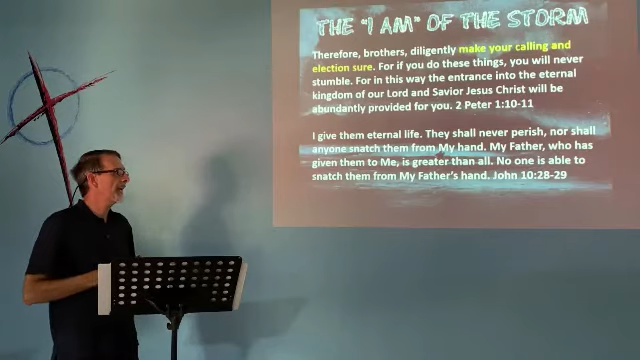 THE "I AM" OF THE STORM
Therefore, brothers, diligently make your calling and
election sure. For if you do these things, you will never
stumble. For in this way the entrance into the eternal
kingdom of our Lord and Savior Jesus Christ will be
abundantly provided for you. 2 Peter 1:10-11
I give them eternal life. They shall never perish, nor shall
anyone snatch them from My hand. My Father, who has
given them to Me, is greater than all. No one is able to
snatch them from My Father's hand. John 10:28-29